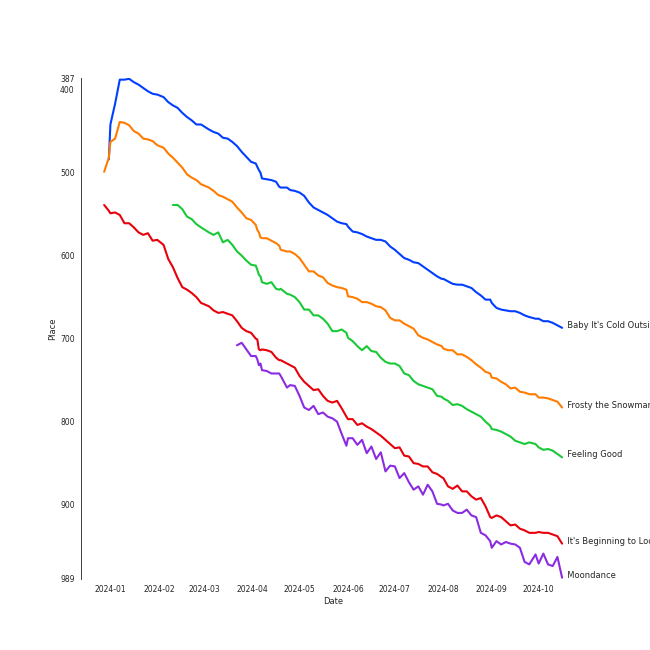 387
400
500
600
700
800
900
989
Place
2024-01 2024-02 2024-03 2024-04 2024-05 2024-06 2024-07 2024-08 2024-09 2024-10
Date
Baby It's Cold Outsi
Frosty the Snowmar
Feeling Good
It's Beginning to Loo
Moondance